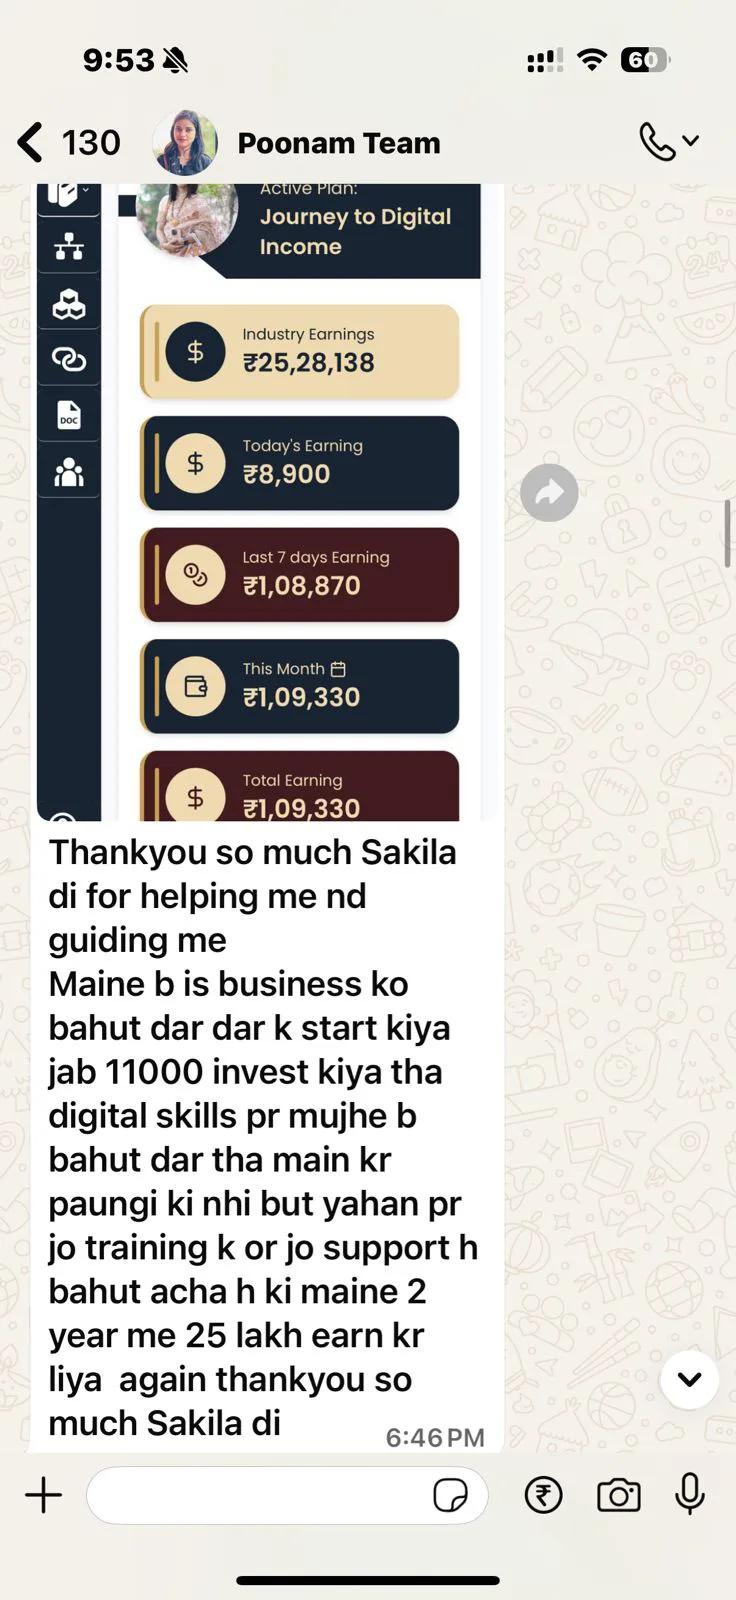 9:53
60
130
Poonam Team
Active Plan:
Journey to Digital
Income
Industry Earnings
₹25,28,138
Today's Earning
₹8,900
Last 7 days Earning
₹1,08,870
This Month
₹1,09,330
Total Earning
₹1,09,330
DOC
Thankyou so much Sakila
di for helping me nd
guiding me
Maine b is business ko
bahut dar dar k start kiya
jab 11000 invest kiya tha
digital skills pr mujhe b
bahut dar tha main kr
paungi ki nhi but yahan pr
jo training k or jo support h
bahut acha h ki maine 2
year me 25 lakh earn kr
liya  again thankyou so
much Sakila di
6:46 PM